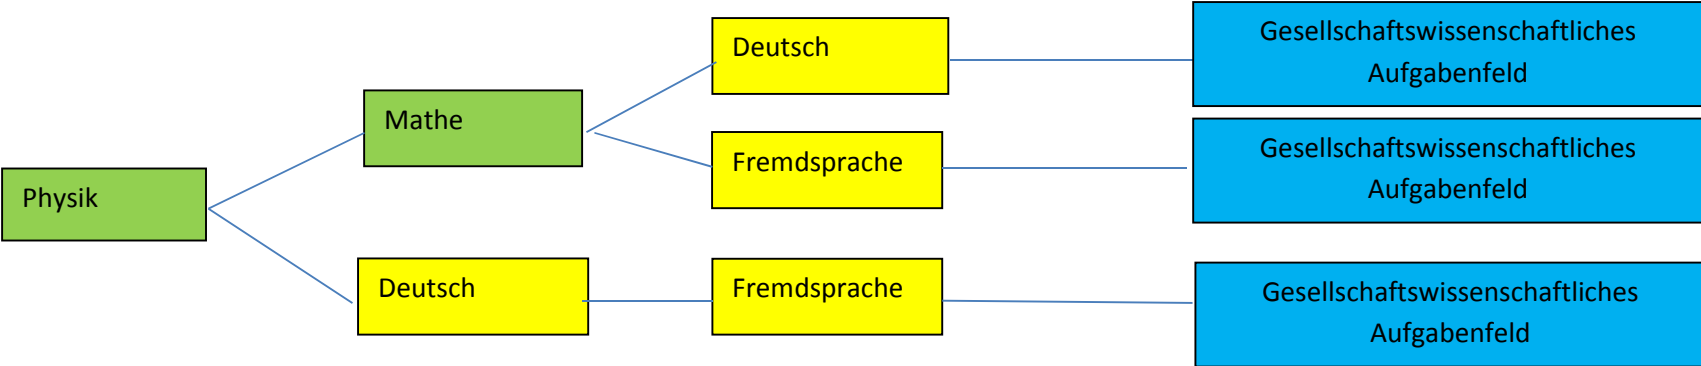 Deutsch
Gesellschaftswissenschaftliches
Aufgabenfeld
Mathe
Fremdsprache
Gesellschaftswissenschaftliches
Aufgabenfeld
Physik
Deutsch
Fremdsprache
Gesellschaftswissenschaftliches
Aufgabenfeld